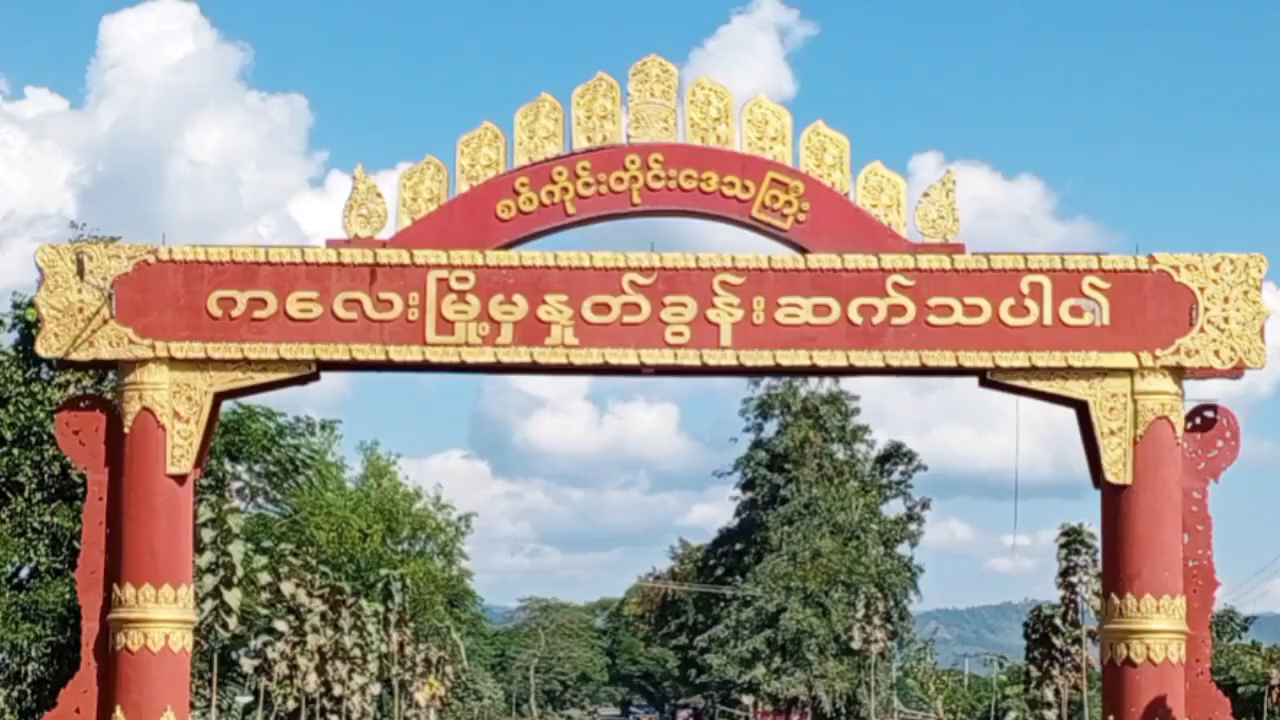 စစ်ကိုင်းတိုင်းဒေသကြီး
ကလေးမြို့မှနှုတ်ခွန်းဆက်သပါ၏